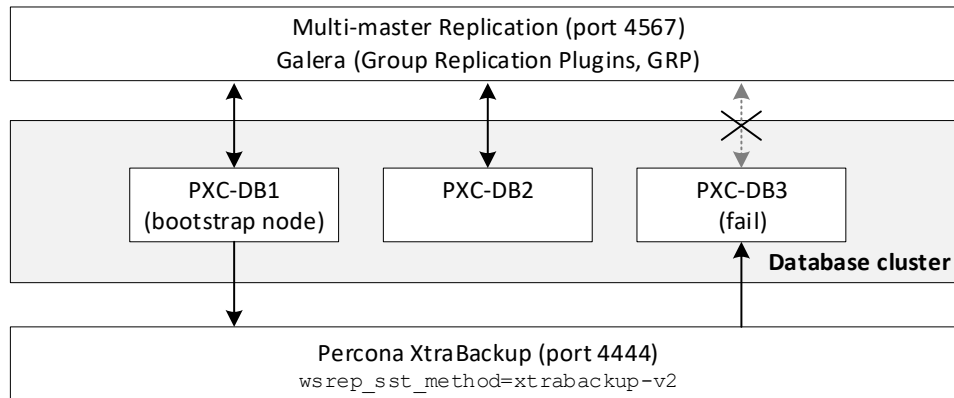 Multi-master Replication (port 4567)
Galera (Group Replication Plugins, GRP)
PXC-DB1
(bootstrap node)
PXC-DB2
PXC-DB3
(fail)
Database cluster
Percona XtraBackup (port 4444)
wsrep_sst_method=xtrabackup-v2